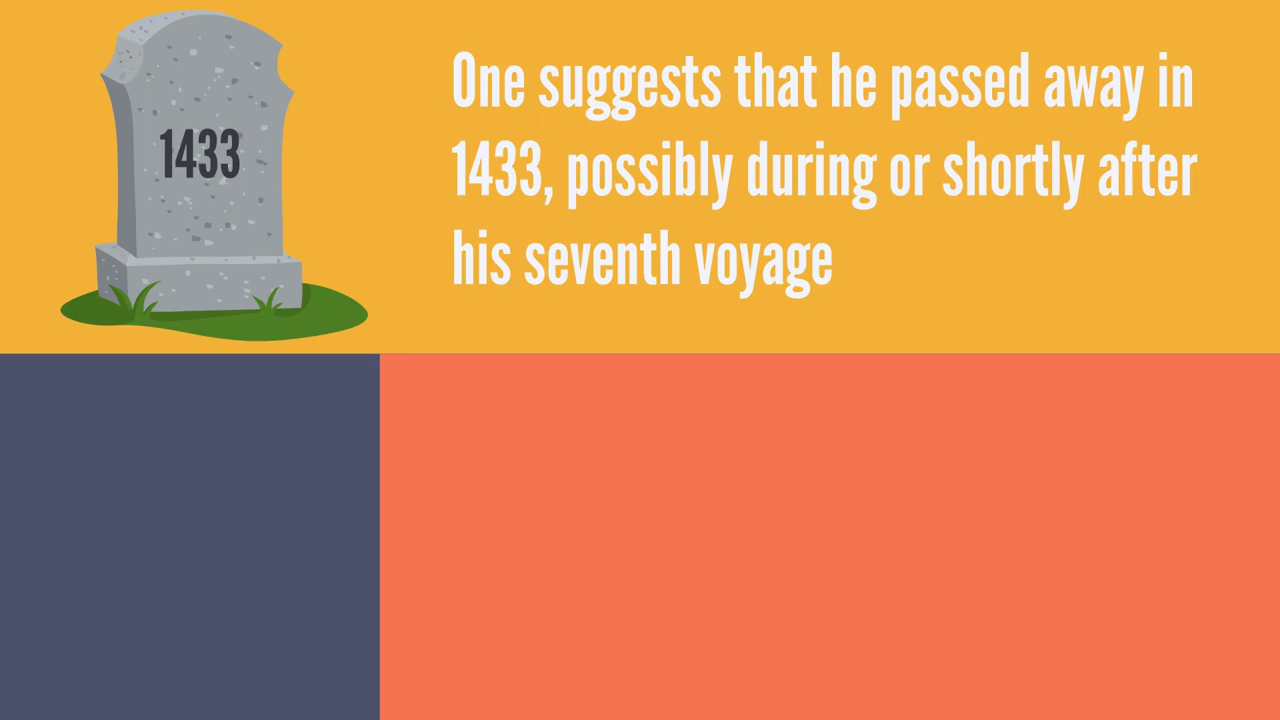 1433
One suggests that he passed away in
1433, possibly during or shortly after
his seventh voyage